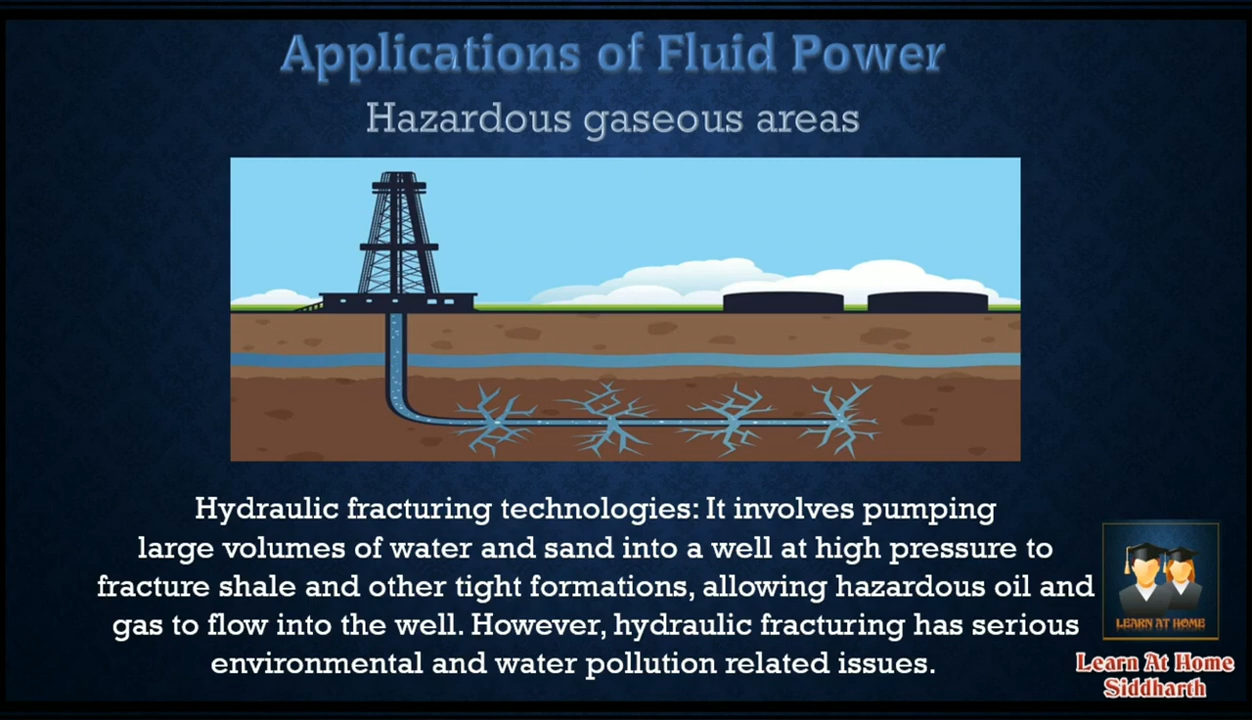 Applications of Fluid Power
Hazardous gaseous areas
Hydraulic fracturing technologies: It involves pumping
large volumes of water and sand into a well at high pressure to
fracture shale and other tight formations, allowing hazardous oil and
gas to flow into the well. However, hydraulic fracturing has serious
environmental and water pollution related issues.
LEARN AT HOME
Learn At Home
Siddharth